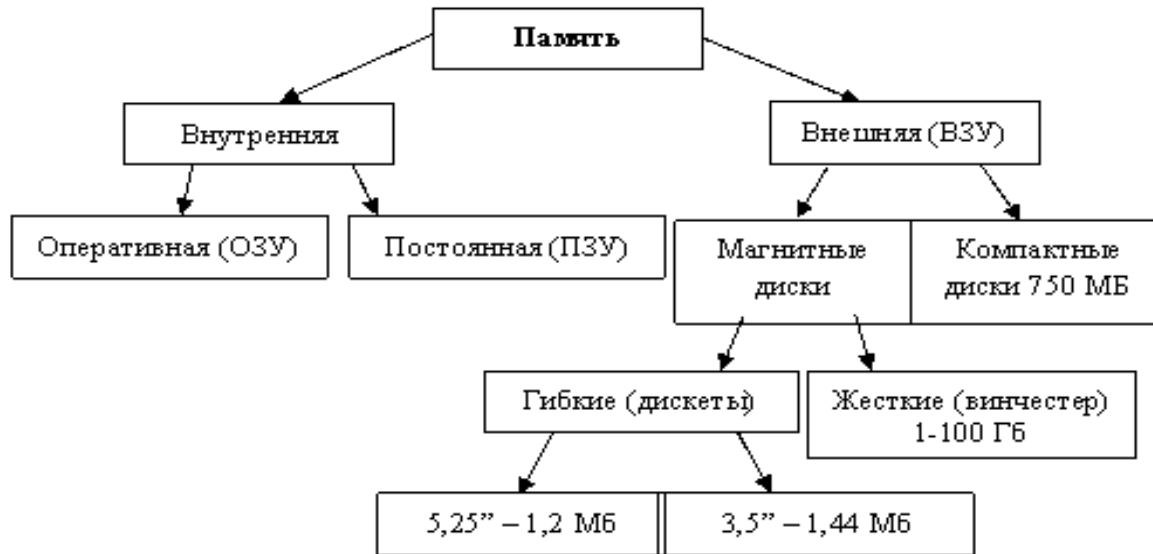 Память
Внутренняя
Внешняя (ВЗУ)
Оперативная (ОЗУ)
Постоянная (ПЗУ)
Магнитные
диски
Компактные
диски 750 МБ
Гибкие (дискеты)
Жесткие (винчестер)
1-100 Гб
5,25” – 1,2 Мб
3,5” – 1,44 Мб